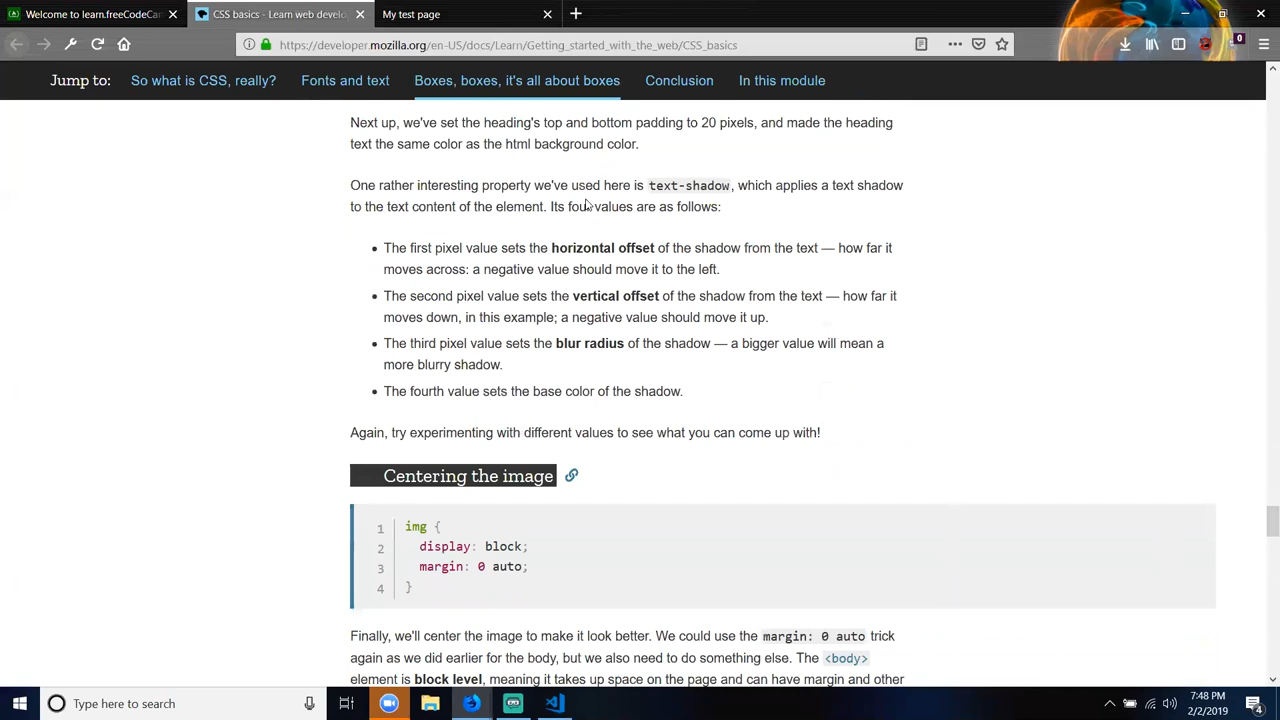 Welcome to learn.freeCodeCa
CSS basics - Learn web develo
My test page
https://developer.mozilla.org/en-US/docs/Learn/Getting_started_with_the_web/CSS_basics
0
Jump to:
So what is CSS, really?
Fonts and text
Boxes, boxes, it's all about boxes
Conclusion
In this module
Next up, we've set the heading's top and bottom padding to 20 pixels, and made the heading
text the same color as the html background color.
One rather interesting property we've used here is text-shadow, which applies a text shadow
to the text content of the element. Its four values are as follows:
• The first pixel value sets the horizontal offset of the shadow from the text — how far it
moves across: a negative value should move it to the left.
• The second pixel value sets the vertical offset of the shadow from the text — how far it
moves down, in this example; a negative value should move it up.
• The third pixel value sets the blur radius of the shadow — a bigger value will mean a
more blurry shadow.
• The fourth value sets the base color of the shadow.
Again, try experimenting with different values to see what you can come up with!
Centering the image
1 img {
2 display: block;
3 margin: 0 auto;
4 }
Finally, we'll center the image to make it look better. We could use the margin: 0 auto trick
again as we did earlier for the body, but we also need to do something else. The <body>
element is block level, meaning it takes up space on the page and can have margin and other
Type here to search
7:48 PM
2/2/2019
4